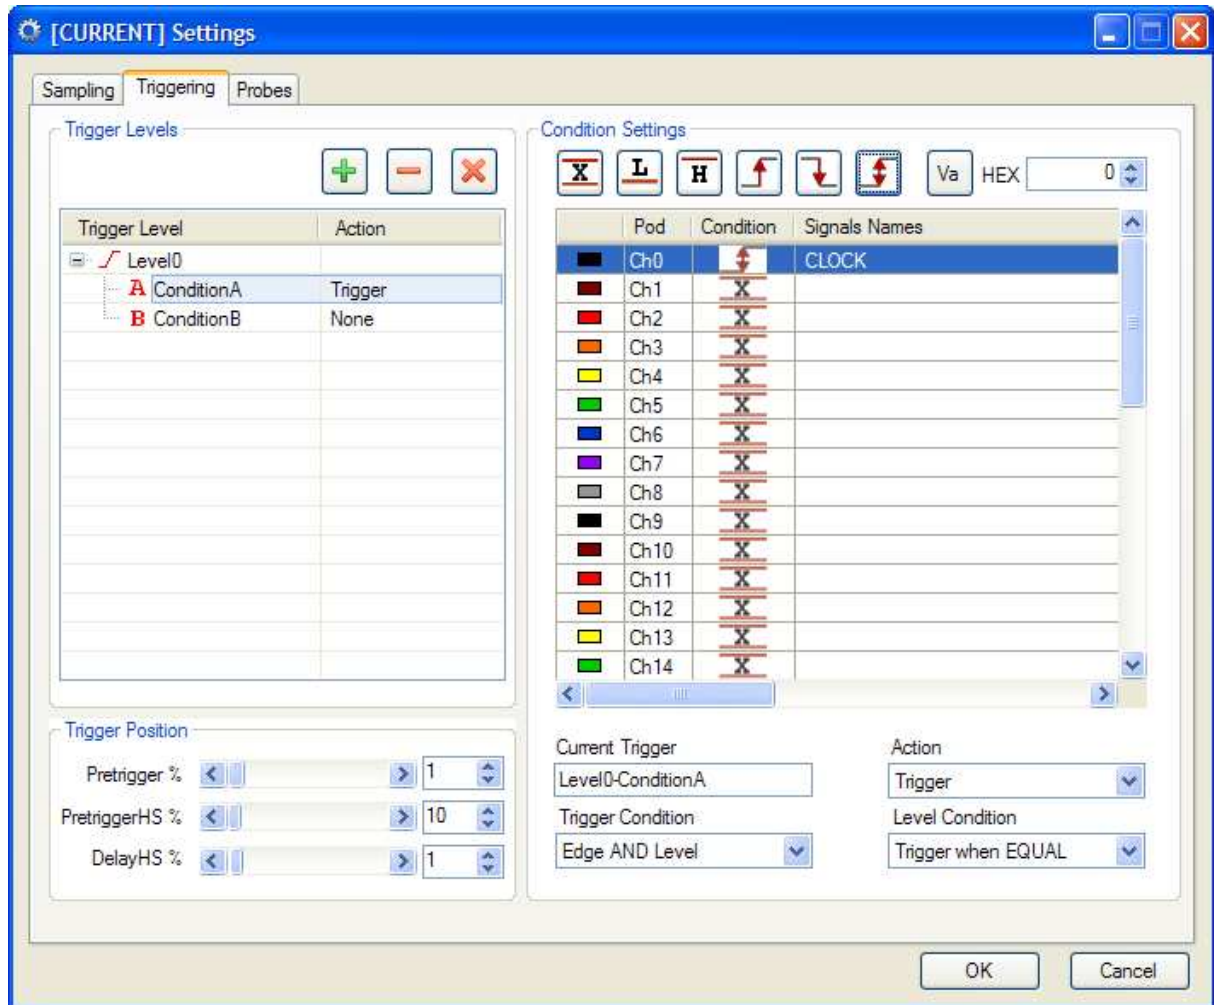 [CURRENT] Settings
Sampling Triggering Probes
Trigger Levels
Trigger Level Action
Level0
A ConditionA Trigger
B ConditionB None
Trigger Position
Pretrigger % 1
PretriggerHS % 10
DelayHS % 1
Condition Settings
X L H Va HEX 0
Pod Condition Signals Names
Ch0 CLOCK
Ch1 X
Ch2 X
Ch3 X
Ch4 X
Ch5 X
Ch6 X
Ch7 X
Ch8 X
Ch9 X
Ch10 X
Ch11 X
Ch12 X
Ch13 X
Ch14 X
Current Trigger Action
Level0-ConditionA Trigger
Trigger Condition Level Condition
Edge AND Level Trigger when EQUAL
OK Cancel